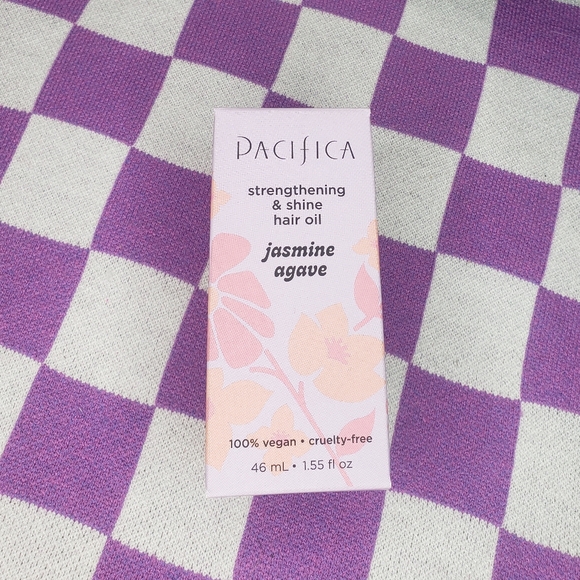 PACIFICA
strengthening
& shine
hair oil
jasmine
agave
100% vegan • cruelty-free
46 mL • 1.55 fl oz